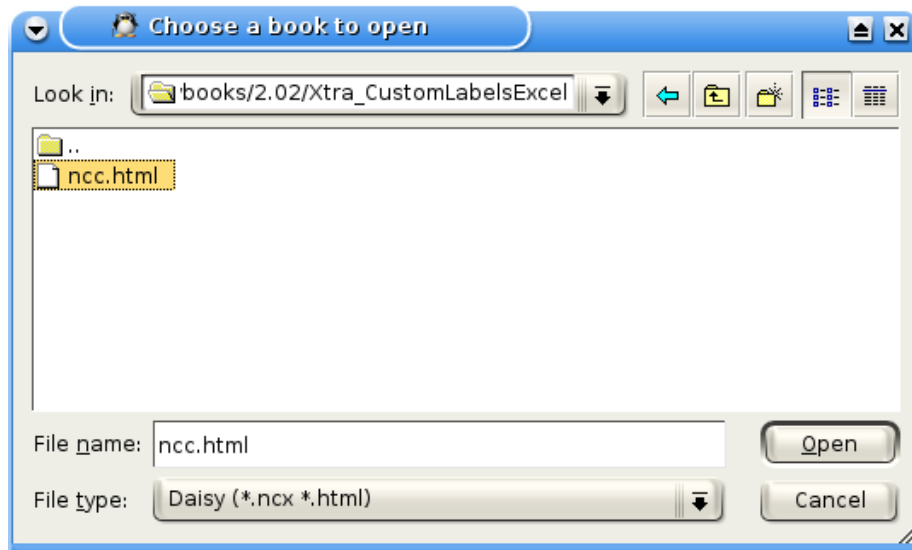 Choose a book to open
Look in: books/2.02/Xtra_CustomLabelsExcel
..
ncc.html
File name: ncc.html Open
File type: Daisy (*.ncx *.html) Cancel